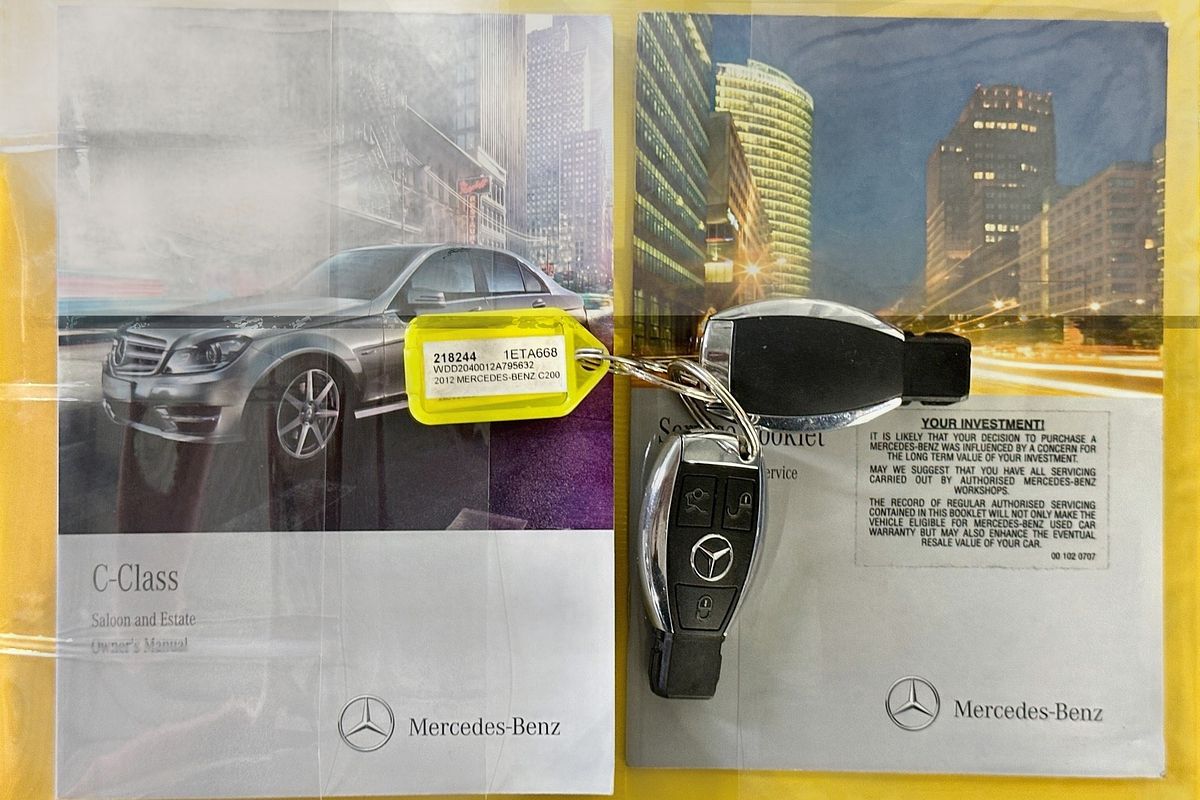 C-Class
Saloon and Estate
Owner's Manual
Mercedes-Benz
218244 1ETA668
WDD2040012A795632
2012 MERCEDES-BENZ C200
Service Booklet
Service
YOUR INVESTMENT!
IT IS LIKELY THAT YOUR DECISION TO PURCHASE A
MERCEDES-BENZ WAS INFLUENCED BY A CONCERN FOR
THE LONG TERM VALUE OF YOUR INVESTMENT.
MAY WE SUGGEST THAT YOU HAVE ALL SERVICING
CARRIED OUT BY AUTHORISED MERCEDES-BENZ
WORKSHOPS.
THE RECORD OF REGULAR AUTHORISED SERVICING
CONTAINED IN THIS BOOKLET WILL NOT ONLY MAKE THE
VEHICLE ELIGIBLE FOR MERCEDES-BENZ USED CAR
WARRANTY BUT MAY ALSO ENHANCE THE EVENTUAL
RESALE VALUE OF YOUR CAR.
00 102 0707
Mercedes-Benz